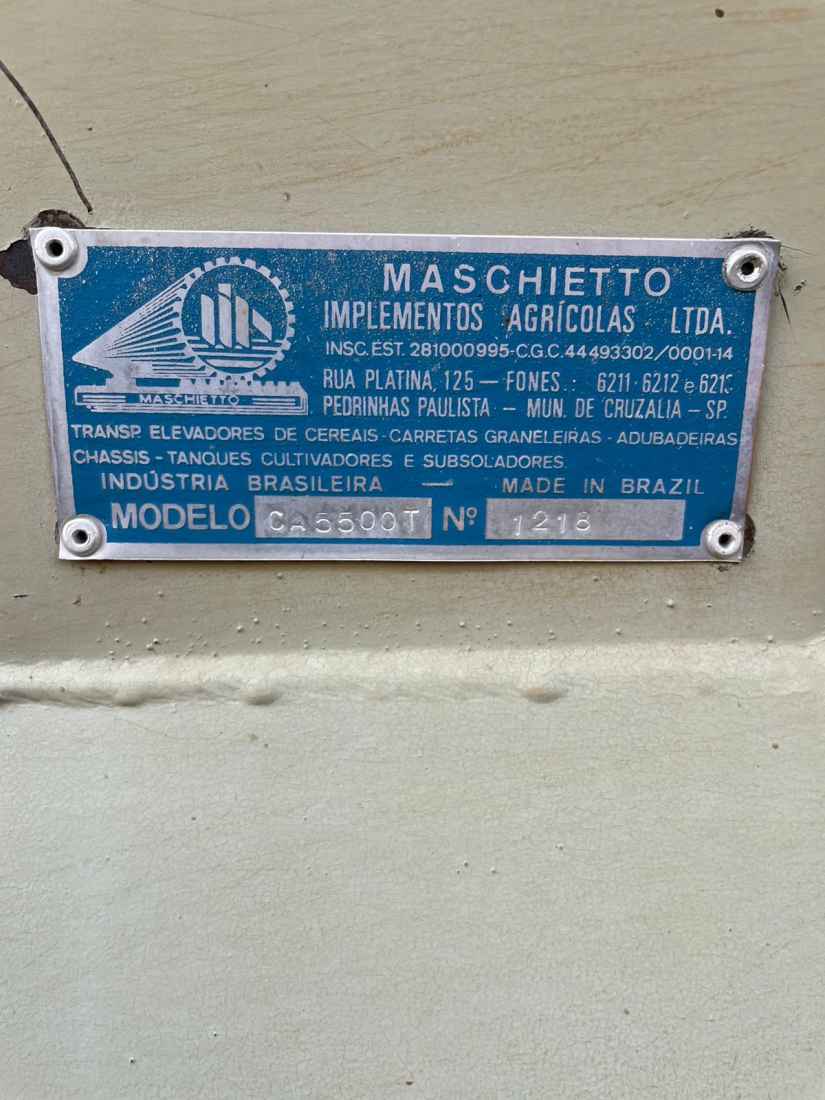 MASCHIETTO
IMPLEMENTOS AGRÍCOLAS LTDA.
INSC. EST. 281000995-C.G.C. 44493302/0001-14
RUA PLATINA, 125 — FONES.: 6211 - 6212 e 6213
MASCHIETTO
PEDRINHAS PAULISTA — MUN. DE CRUZALIA — SP.
TRANSP. ELEVADORES DE CEREAIS - CARRETAS GRANELEIRAS - ADUBADEIRAS
CHASSIS - TANQUES CULTIVADORES E SUBSOLADORES
INDÚSTRIA BRASILEIRA — MADE IN BRAZIL
MODELO CA5500T Nº 1218